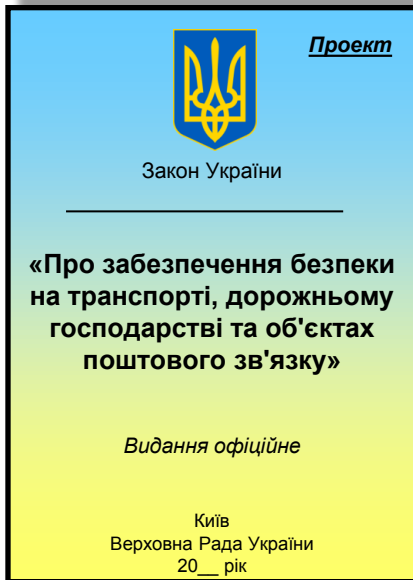 Проект
Закон України
«Про забезпечення безпеки
на транспорті, дорожньому
господарстві та об'єктах
поштового зв'язку»
Видання офіційне
Київ
Верховна Рада України
20__ рік